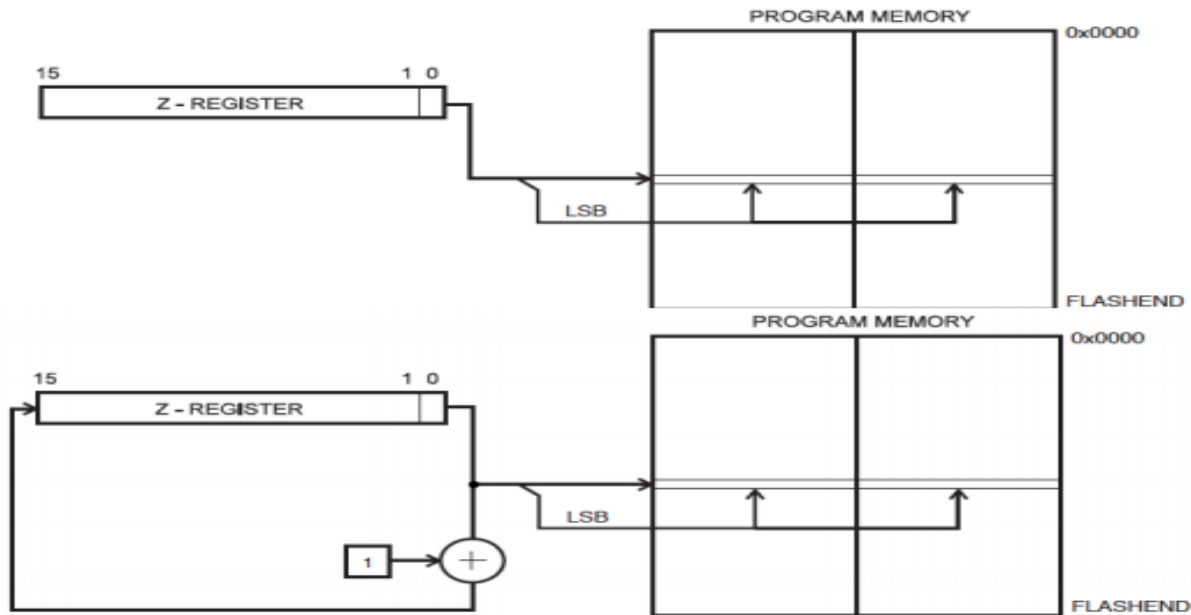 PROGRAM MEMORY
0x0000
15 1 0
Z - REGISTER
LSB
FLASHEND
PROGRAM MEMORY
0x0000
15 1 0
Z - REGISTER
LSB
1
+
FLASHEND